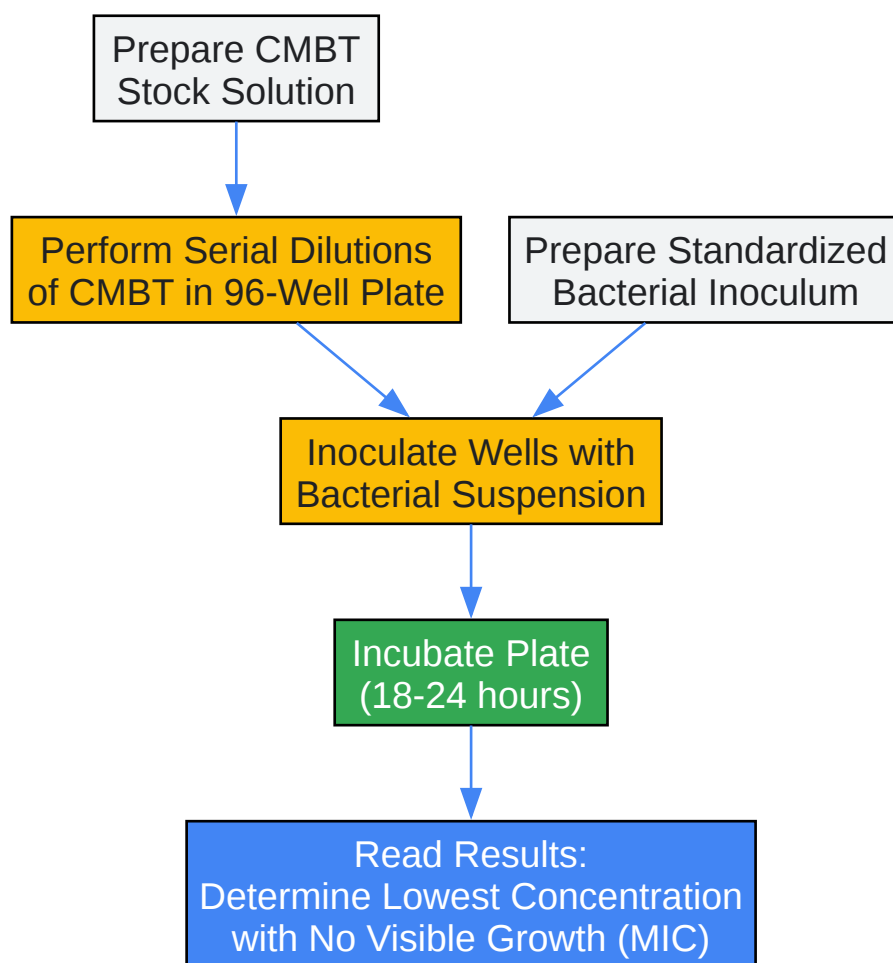 Prepare CMBT
Stock Solution
Perform Serial Dilutions
of CMBT in 96-Well Plate
Prepare Standardized
Bacterial Inoculum
Inoculate Wells with
Bacterial Suspension
Incubate Plate
(18-24 hours)
Read Results:
Determine Lowest Concentration
with No Visible Growth (MIC)